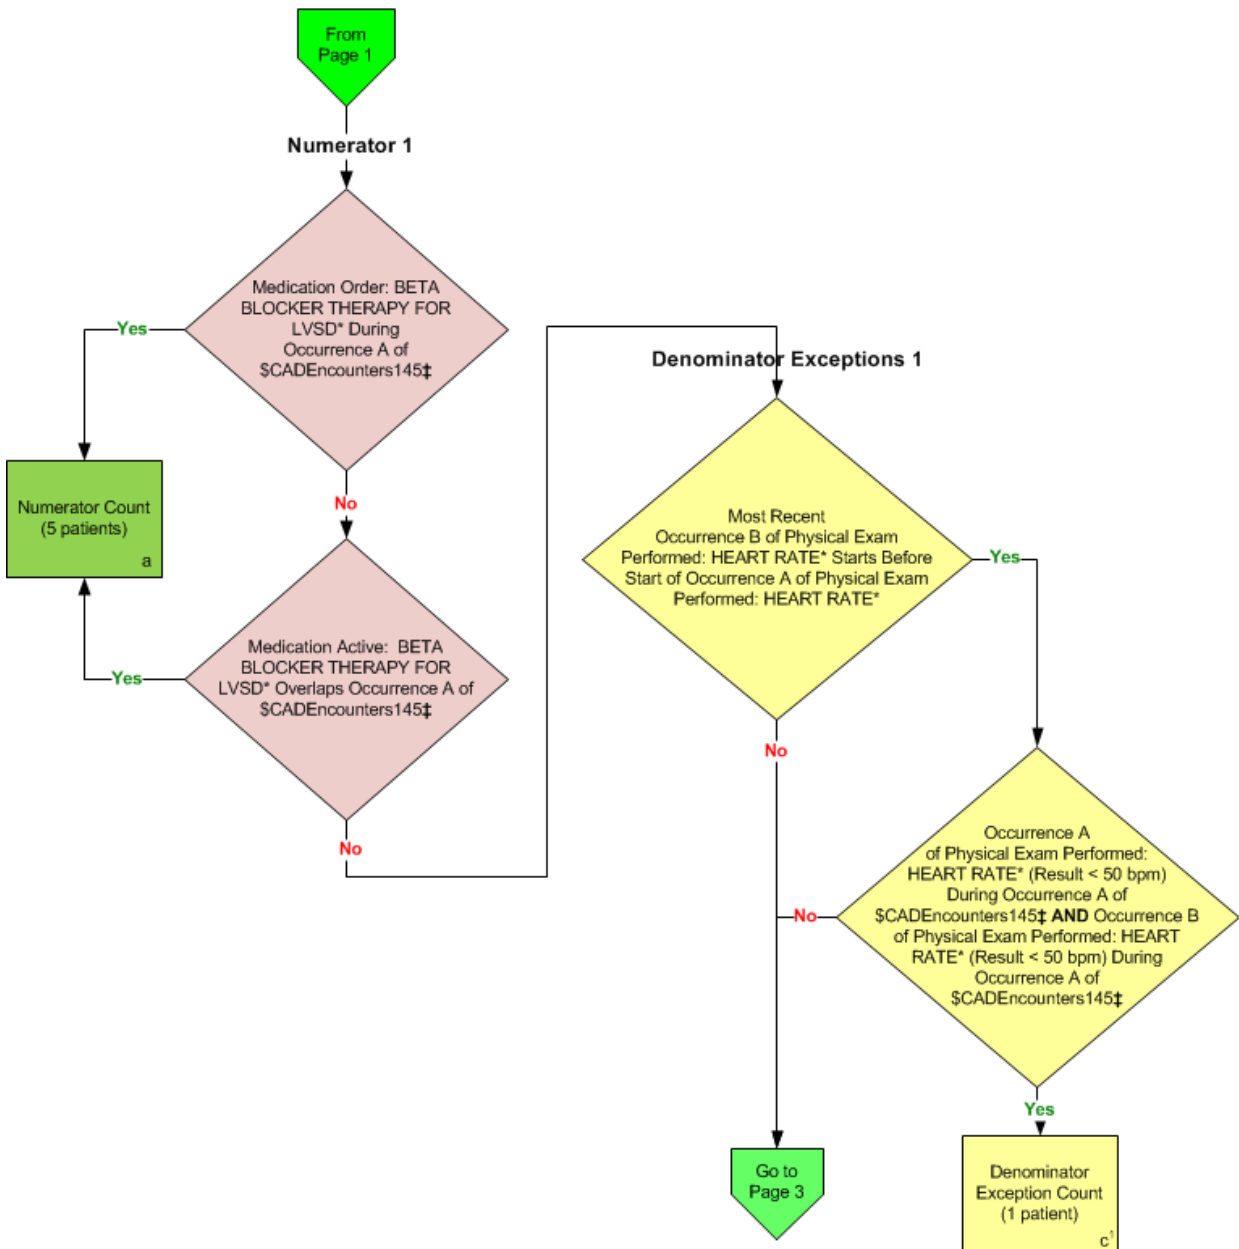 From
Page 1
Numerator 1
Medication Order: BETA
BLOCKER THERAPY FOR
LVSD* During
Occurrence A of
$CADEncounters145‡
Yes
No
Numerator Count
(5 patients)
a
Medication Active: BETA
BLOCKER THERAPY FOR
LVSD* Overlaps Occurrence A of
$CADEncounters145‡
Yes
No
Denominator Exceptions 1
Most Recent
Occurrence B of Physical Exam
Performed: HEART RATE* Starts Before
Start of Occurrence A of Physical Exam
Performed: HEART RATE*
Yes
No
Occurrence A
of Physical Exam Performed:
HEART RATE* (Result < 50 bpm)
During Occurrence A of
$CADEncounters145‡ AND Occurrence B
of Physical Exam Performed: HEART
RATE* (Result < 50 bpm) During
Occurrence A of
$CADEncounters145‡
No
Yes
Go to
Page 3
Denominator
Exception Count
(1 patient)
c¹